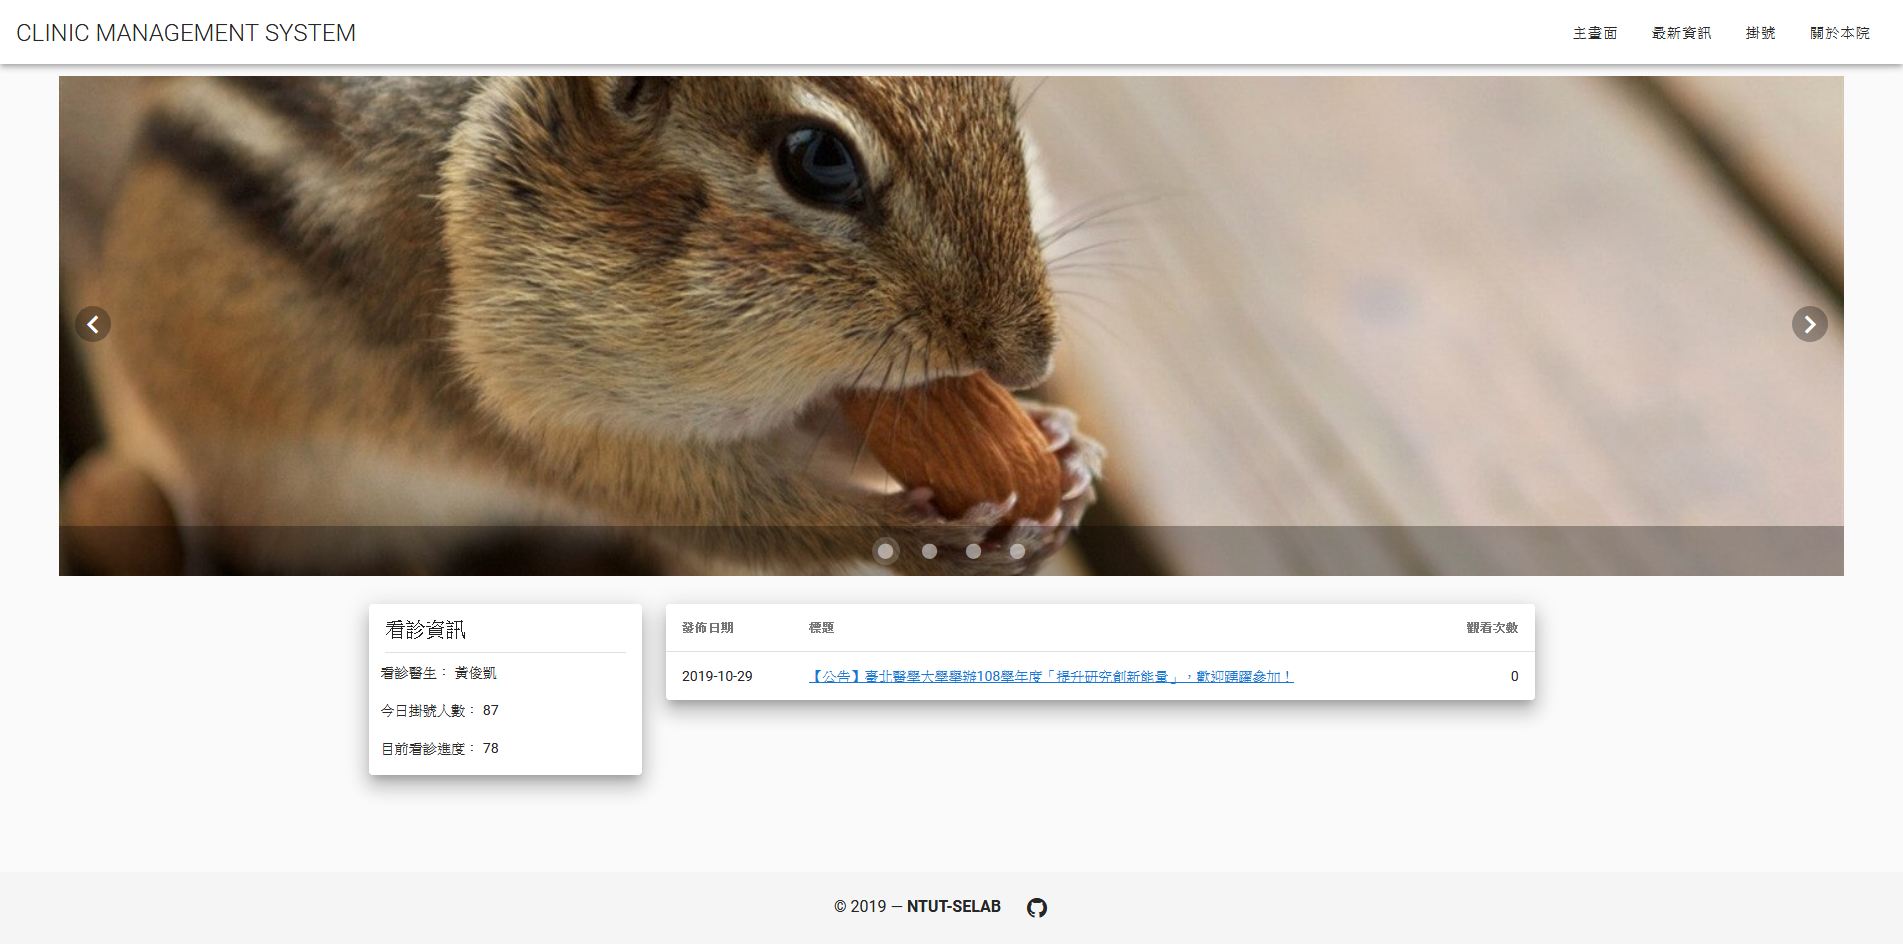 CLINIC MANAGEMENT SYSTEM
主畫面 最新資訊 掛號 關於本院
看診資訊
看診醫生： 黃俊凱
今日掛號人數： 87
目前看診進度： 78
發佈日期 標題 觀看次數
2019-10-29 【公告】臺北醫學大學舉辦108學年度「提升研究創新能量」，歡迎踴躍參加！ 0
© 2019 — NTUT-SELAB